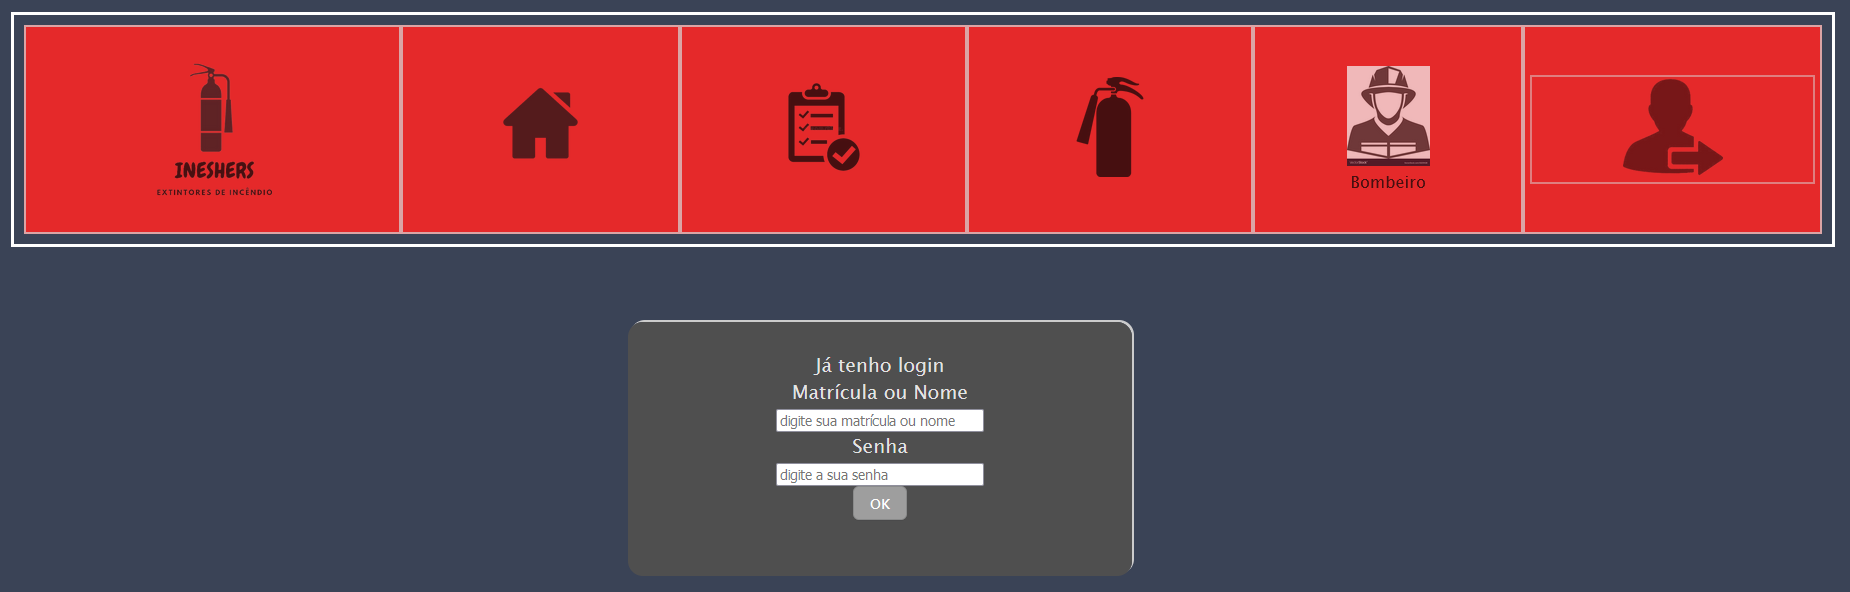 INESHERS
EXTINTORES DE INCÊNDIO
Bombeiro
Já tenho login
Matrícula ou Nome
digite sua matrícula ou nome
Senha
digite a sua senha
OK